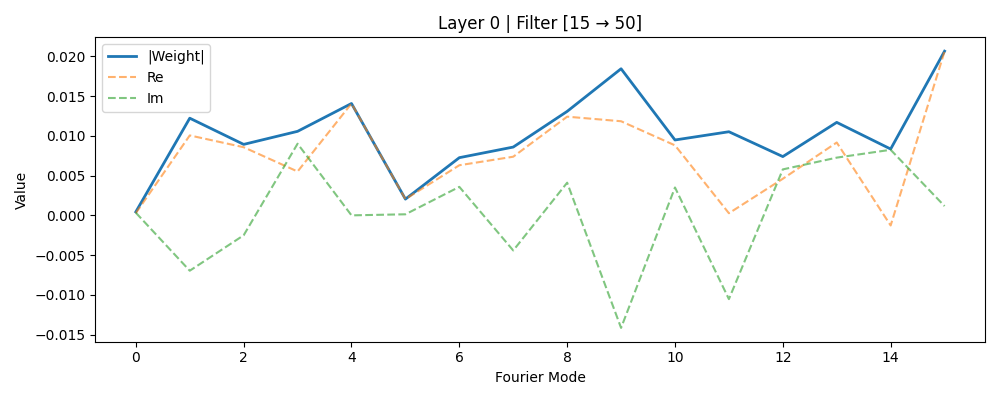 Layer 0 | Filter [15 → 50]
|Weight|
Re
Im
0.020
0.015
0.010
0.005
0.000
−0.005
−0.010
−0.015
Value
0 2 4 6 8 10 12 14
Fourier Mode